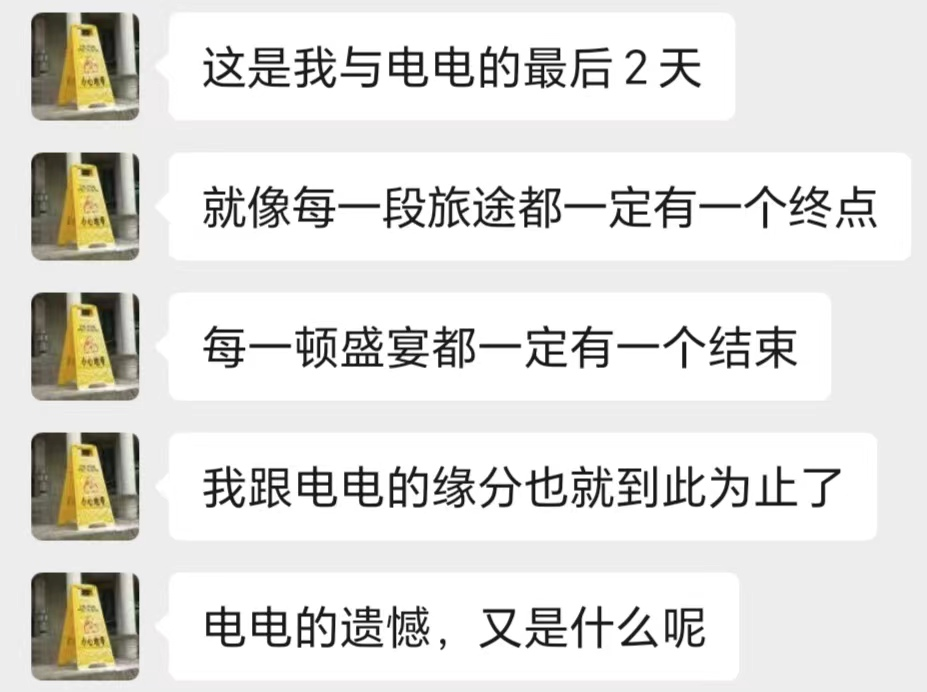 这是我与电电的最后2天
就像每一段旅途都一定有一个终点
每一顿盛宴都一定有一个结束
我跟电电的缘分也就到此为止了
电电的遗憾，又是什么呢